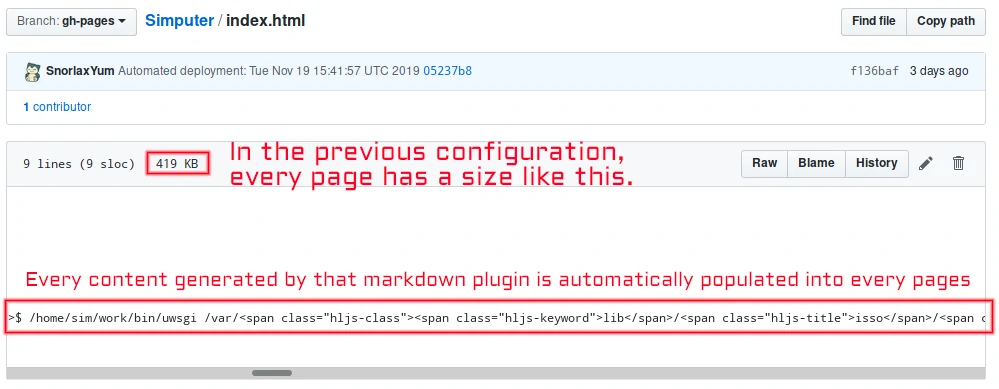 Branch: gh-pages Simputer / index.html Find file Copy path
SnorlaxYum Automated deployment: Tue Nov 19 15:41:57 UTC 2019 05237b8 f136baf 3 days ago
1 contributor
9 lines (9 sloc) 419 KB Raw Blame History
In the previous configuration,
every page has a size like this.
Every content generated by that markdown plugin is automatically populated into every pages
>$ /home/sim/work/bin/uwsgi /var/<span class="hljs-class"><span class="hljs-keyword">lib</span>/<span class="hljs-title">isso</span>/<span c